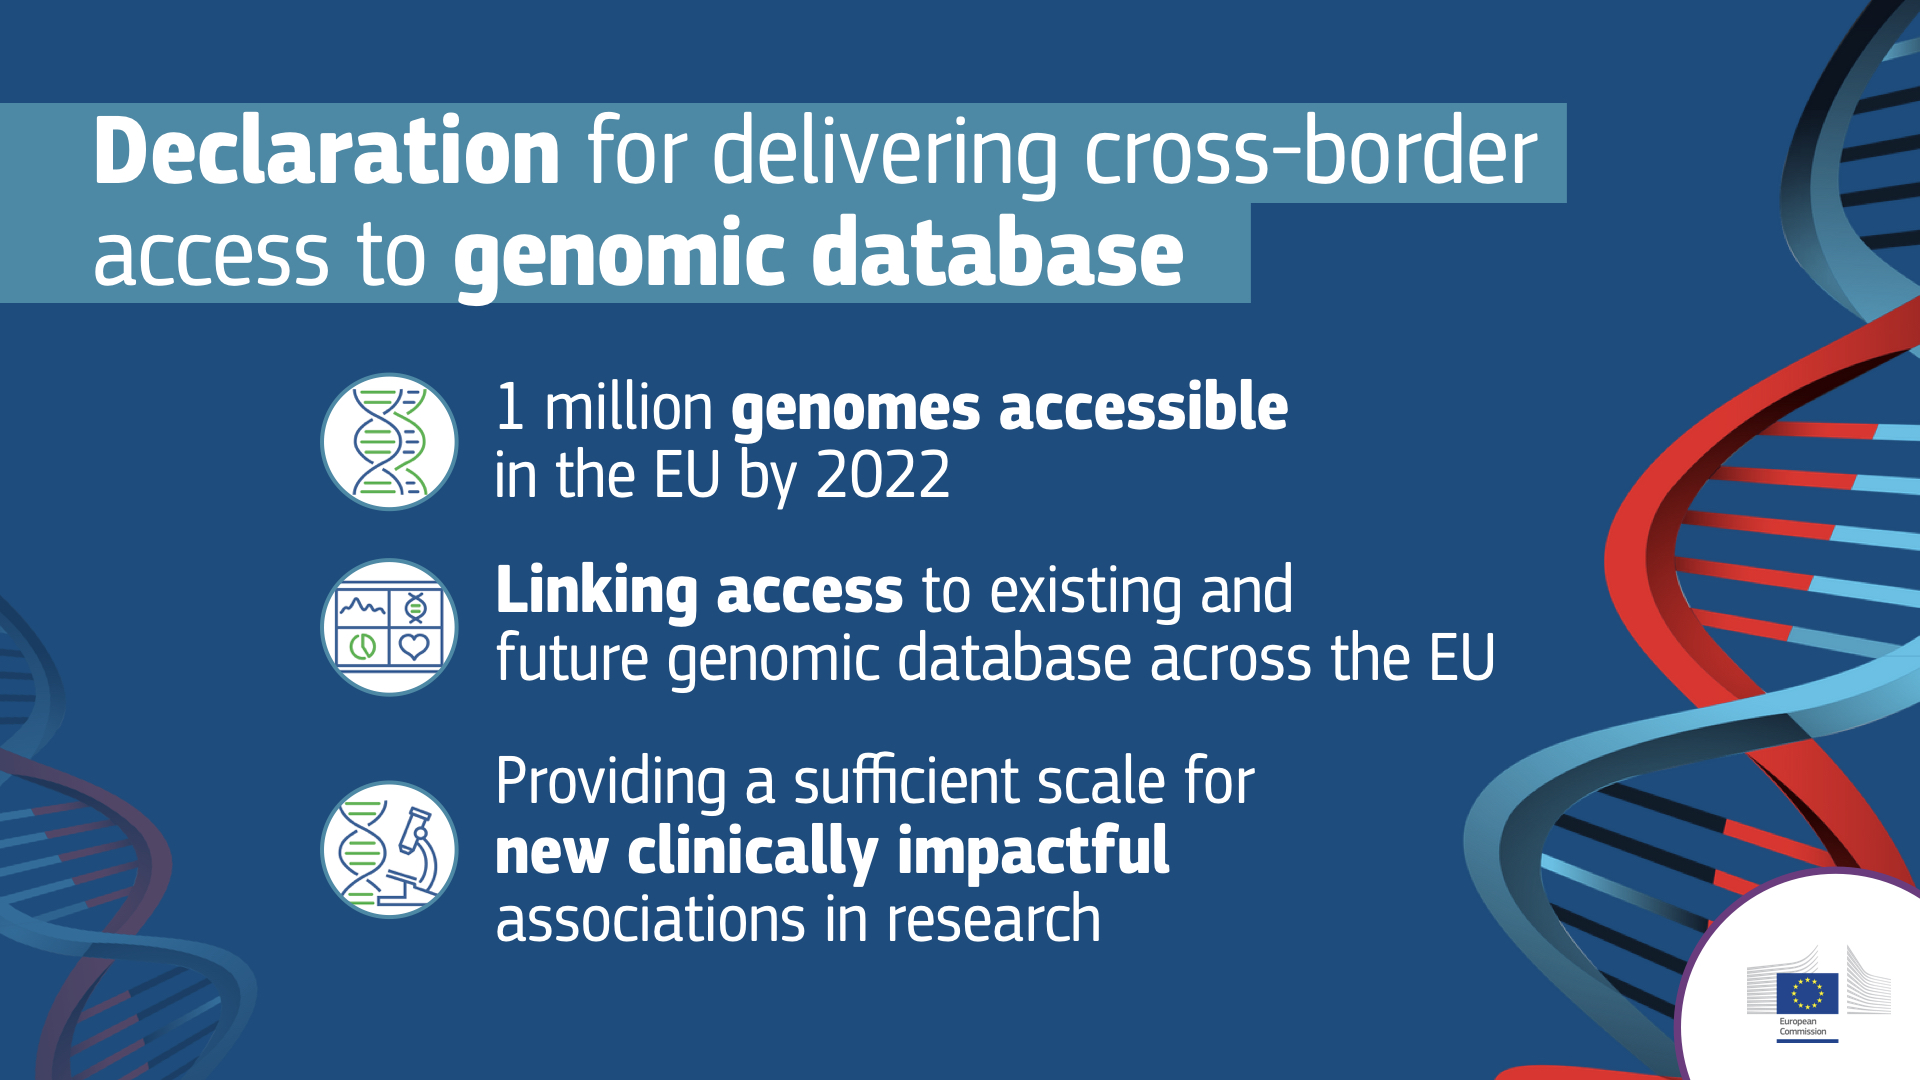 Declaration for delivering cross-border
access to genomic database
1 million genomes accessible
in the EU by 2022
Linking access to existing and
future genomic database across the EU
Providing a sufficient scale for
new clinically impactful
associations in research
European
Commission